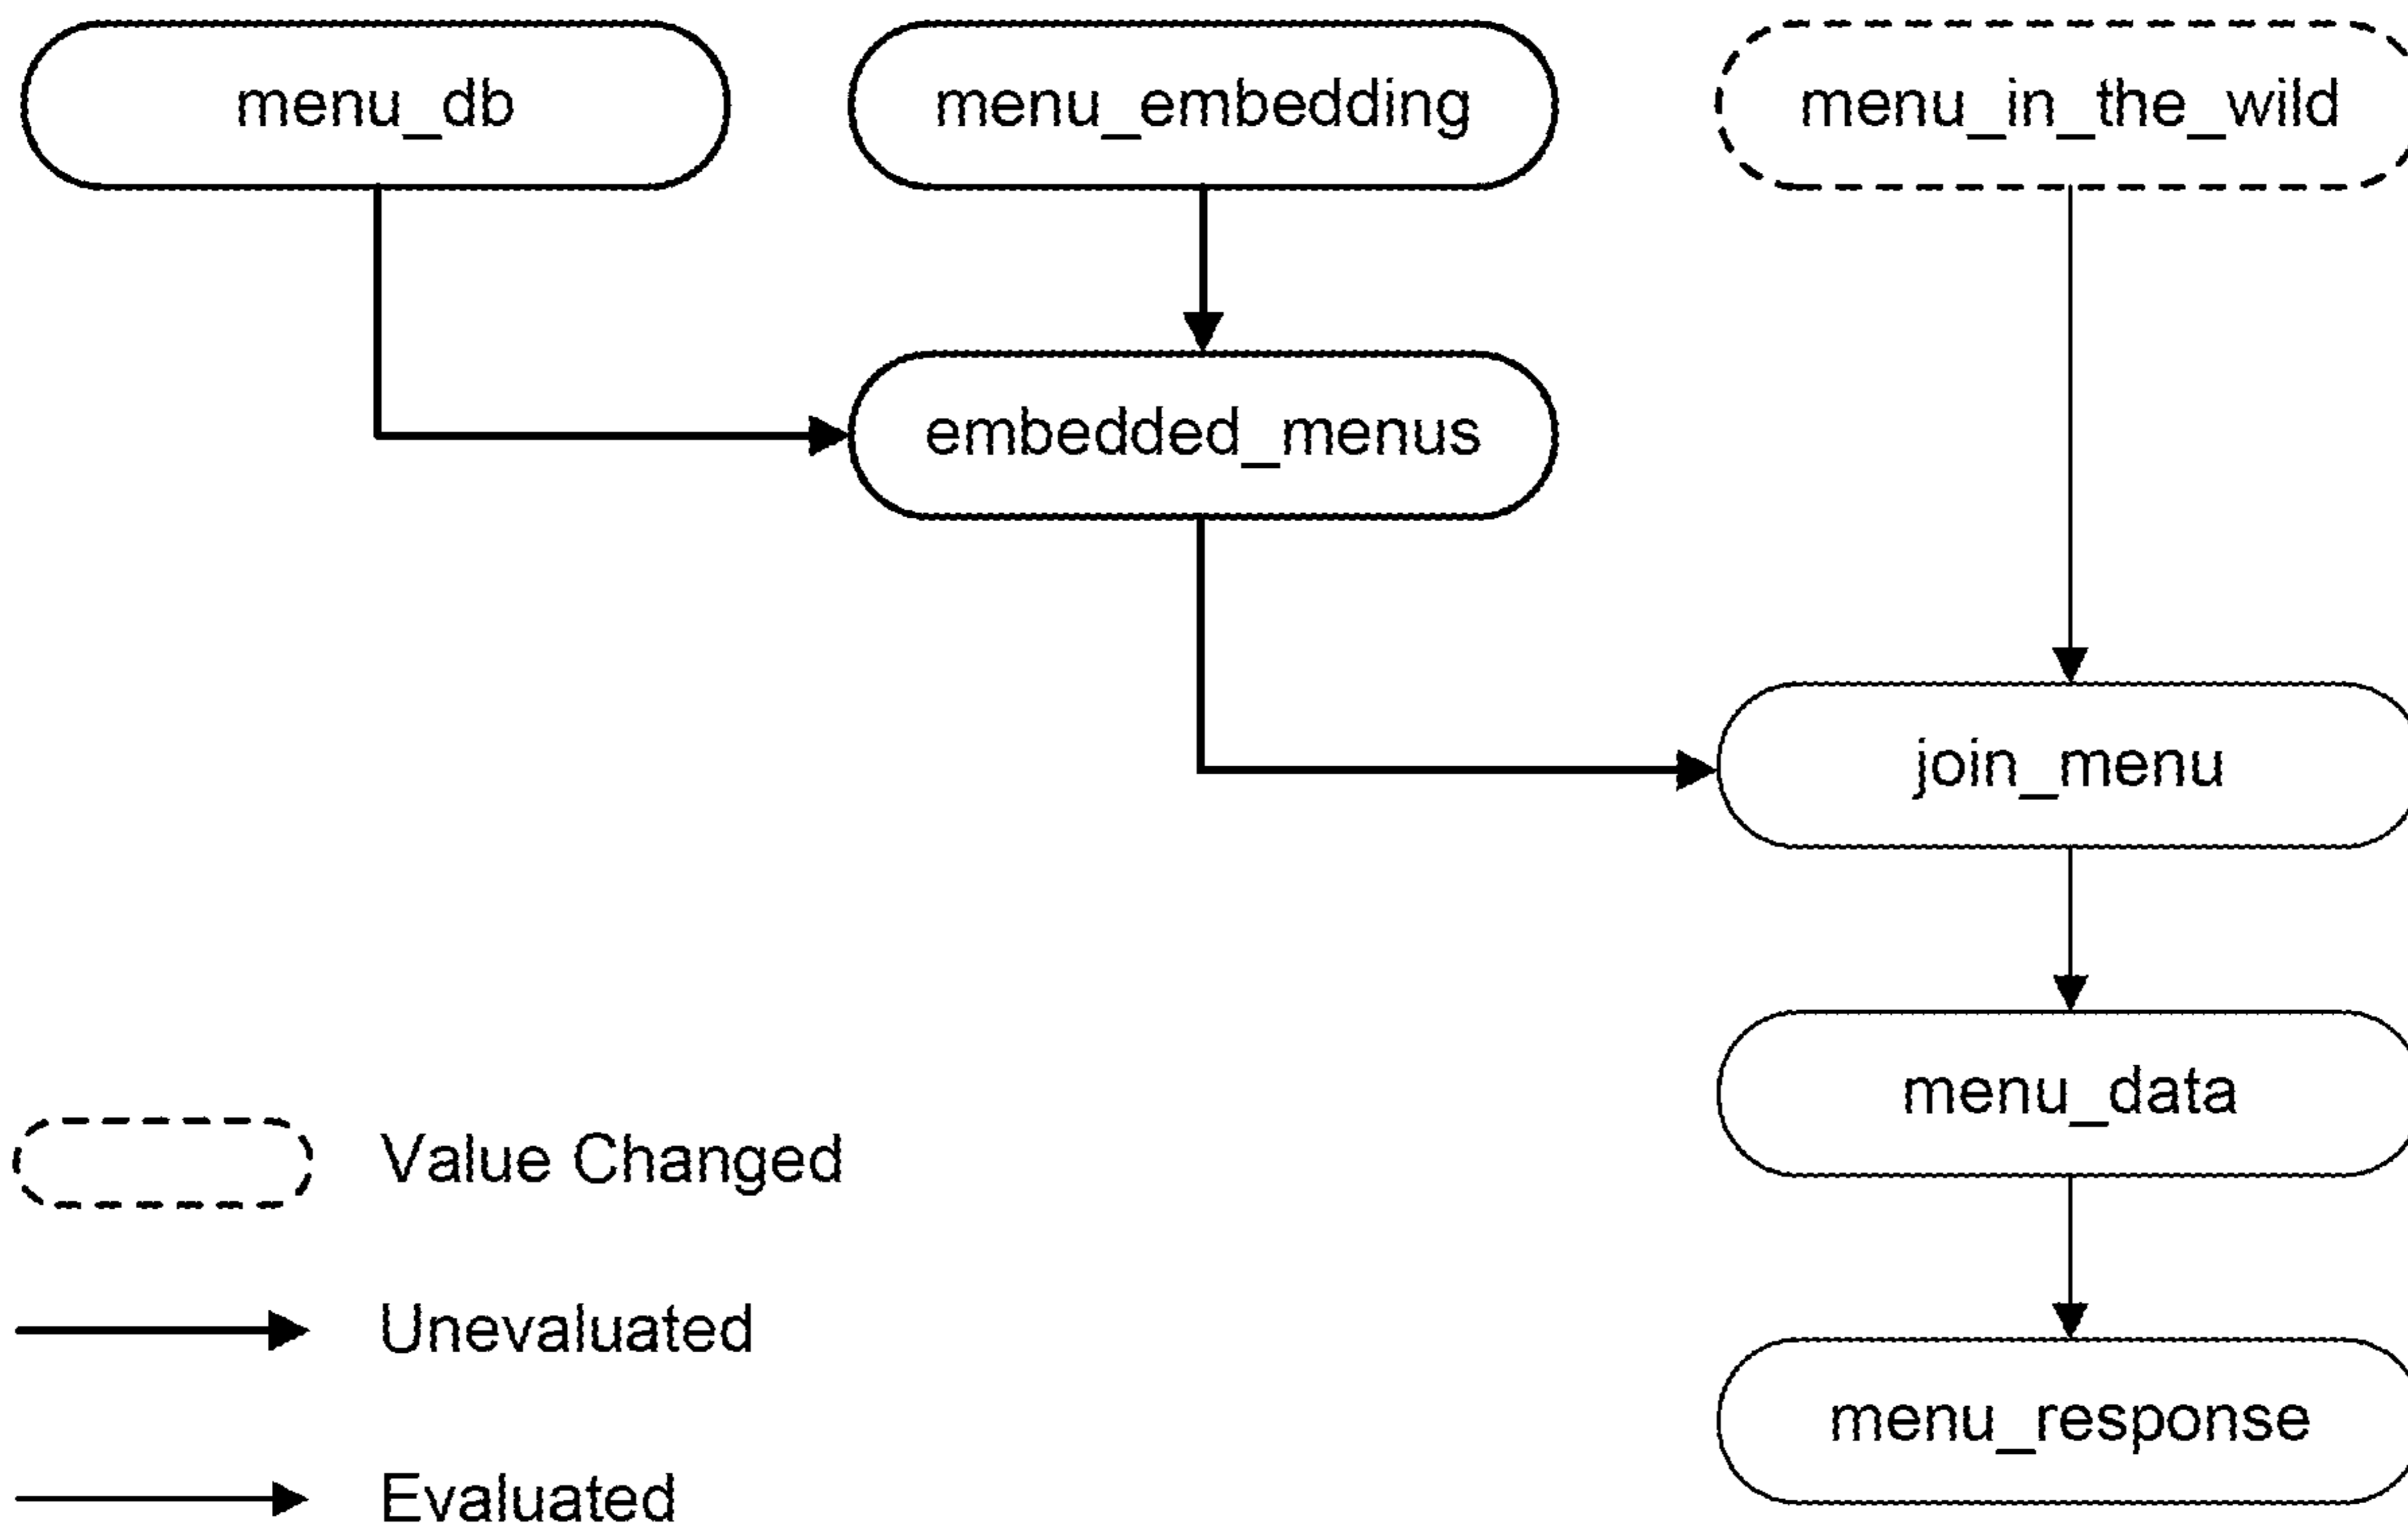 menu_db
menu_embedding
menu_in_the_wild
embedded_menus
join_menu
menu_data
menu_response
Value Changed
Unevaluated
Evaluated